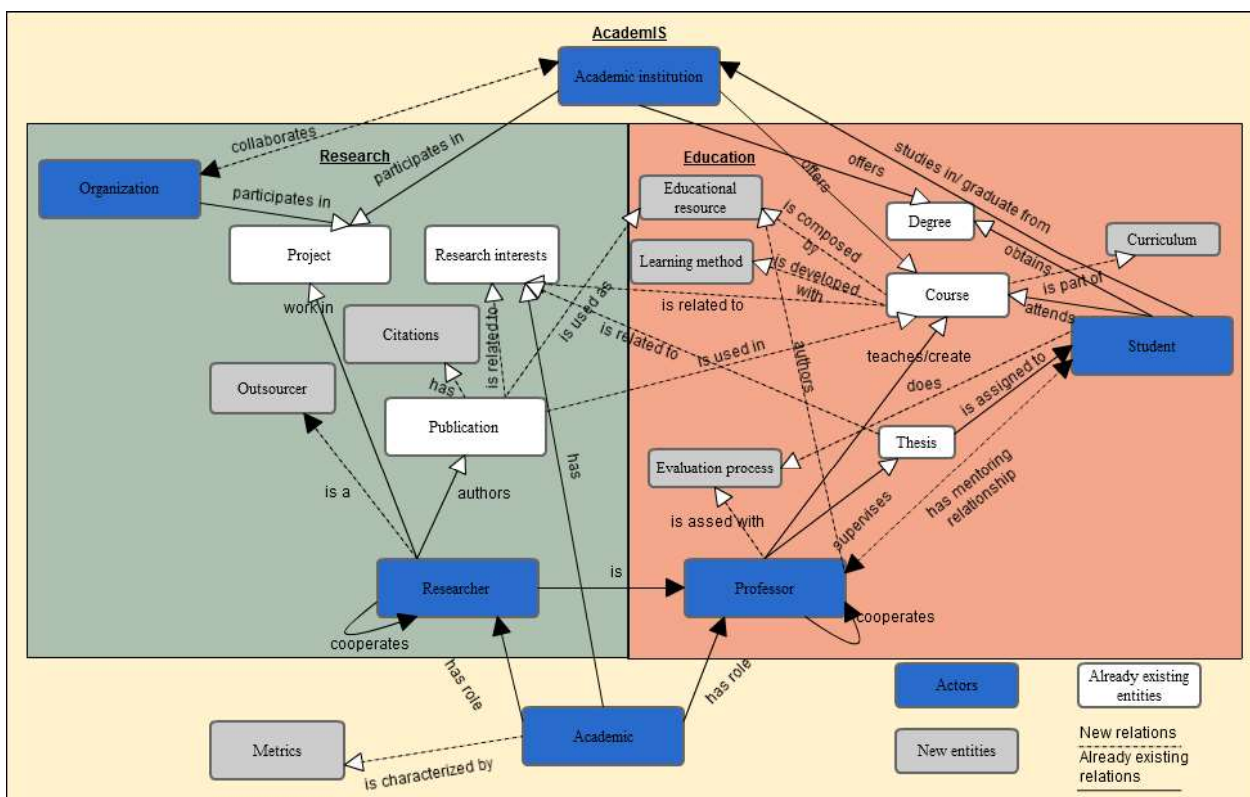 AcademIS
Academic institution
collaborates
participates in
offers
offers
studies in/ graduate from
Research
Education
Organization
participates in
Educational
resource
Degree
is composed
by
obtains
Curriculum
Project
Research interests
Learning method
is developed
with
Course
is part of
work in
is used as
is related to
attends
Citations
is related to
is related to
is used in
teaches/create
Student
Outsourcer
has
authors
does
is assigned to
Publication
Thesis
is a
authors
has
Evaluation process
has mentoring
relationship
is assed with
supervises
Researcher
is
Professor
cooperates
cooperates
has role
has role
Actors
Already existing
entities
Metrics
Academic
is characterized by
New entities
New relations
Already existing
relations